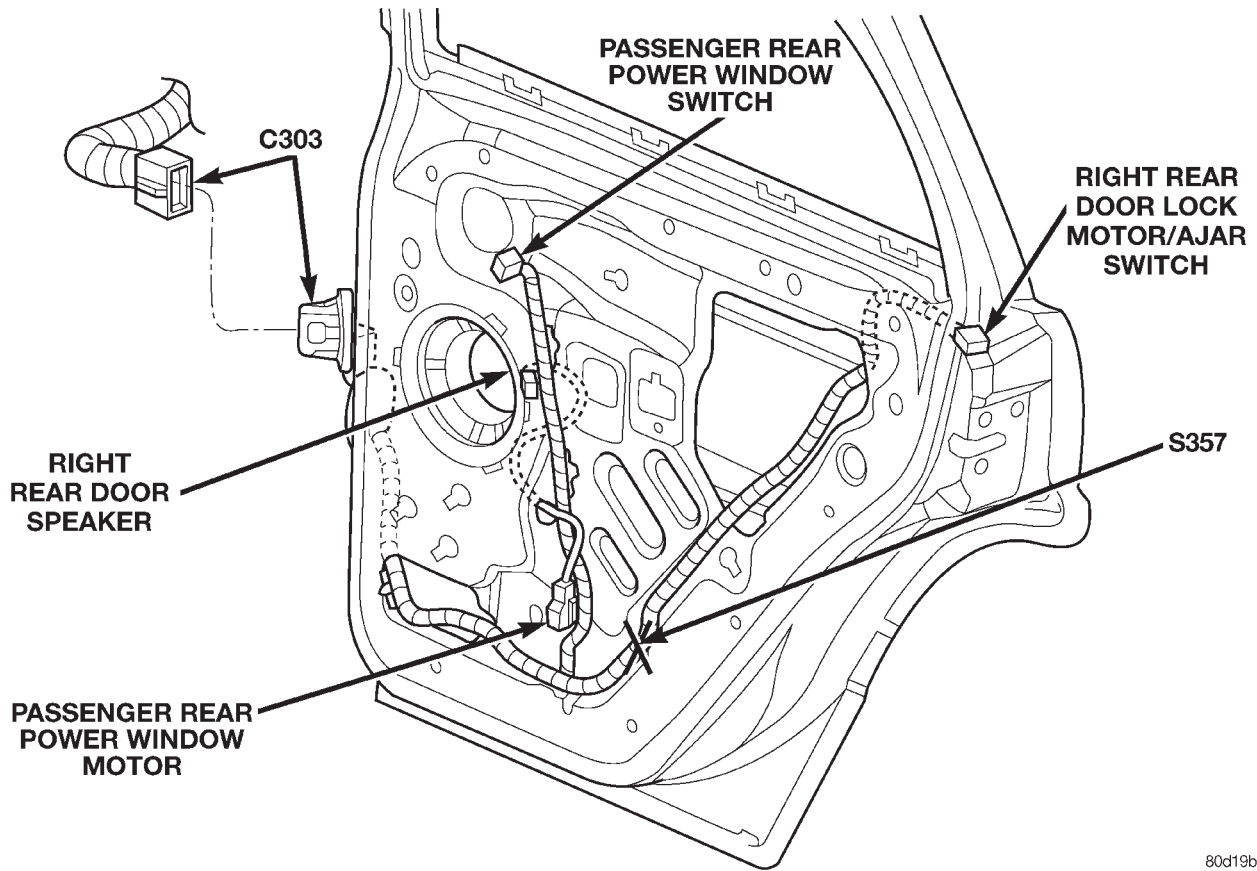 PASSENGER REAR
POWER WINDOW
SWITCH
C303
RIGHT REAR
DOOR LOCK
MOTOR/AJAR
SWITCH
S357
RIGHT
REAR DOOR
SPEAKER
PASSENGER REAR
POWER WINDOW
MOTOR
80d19b